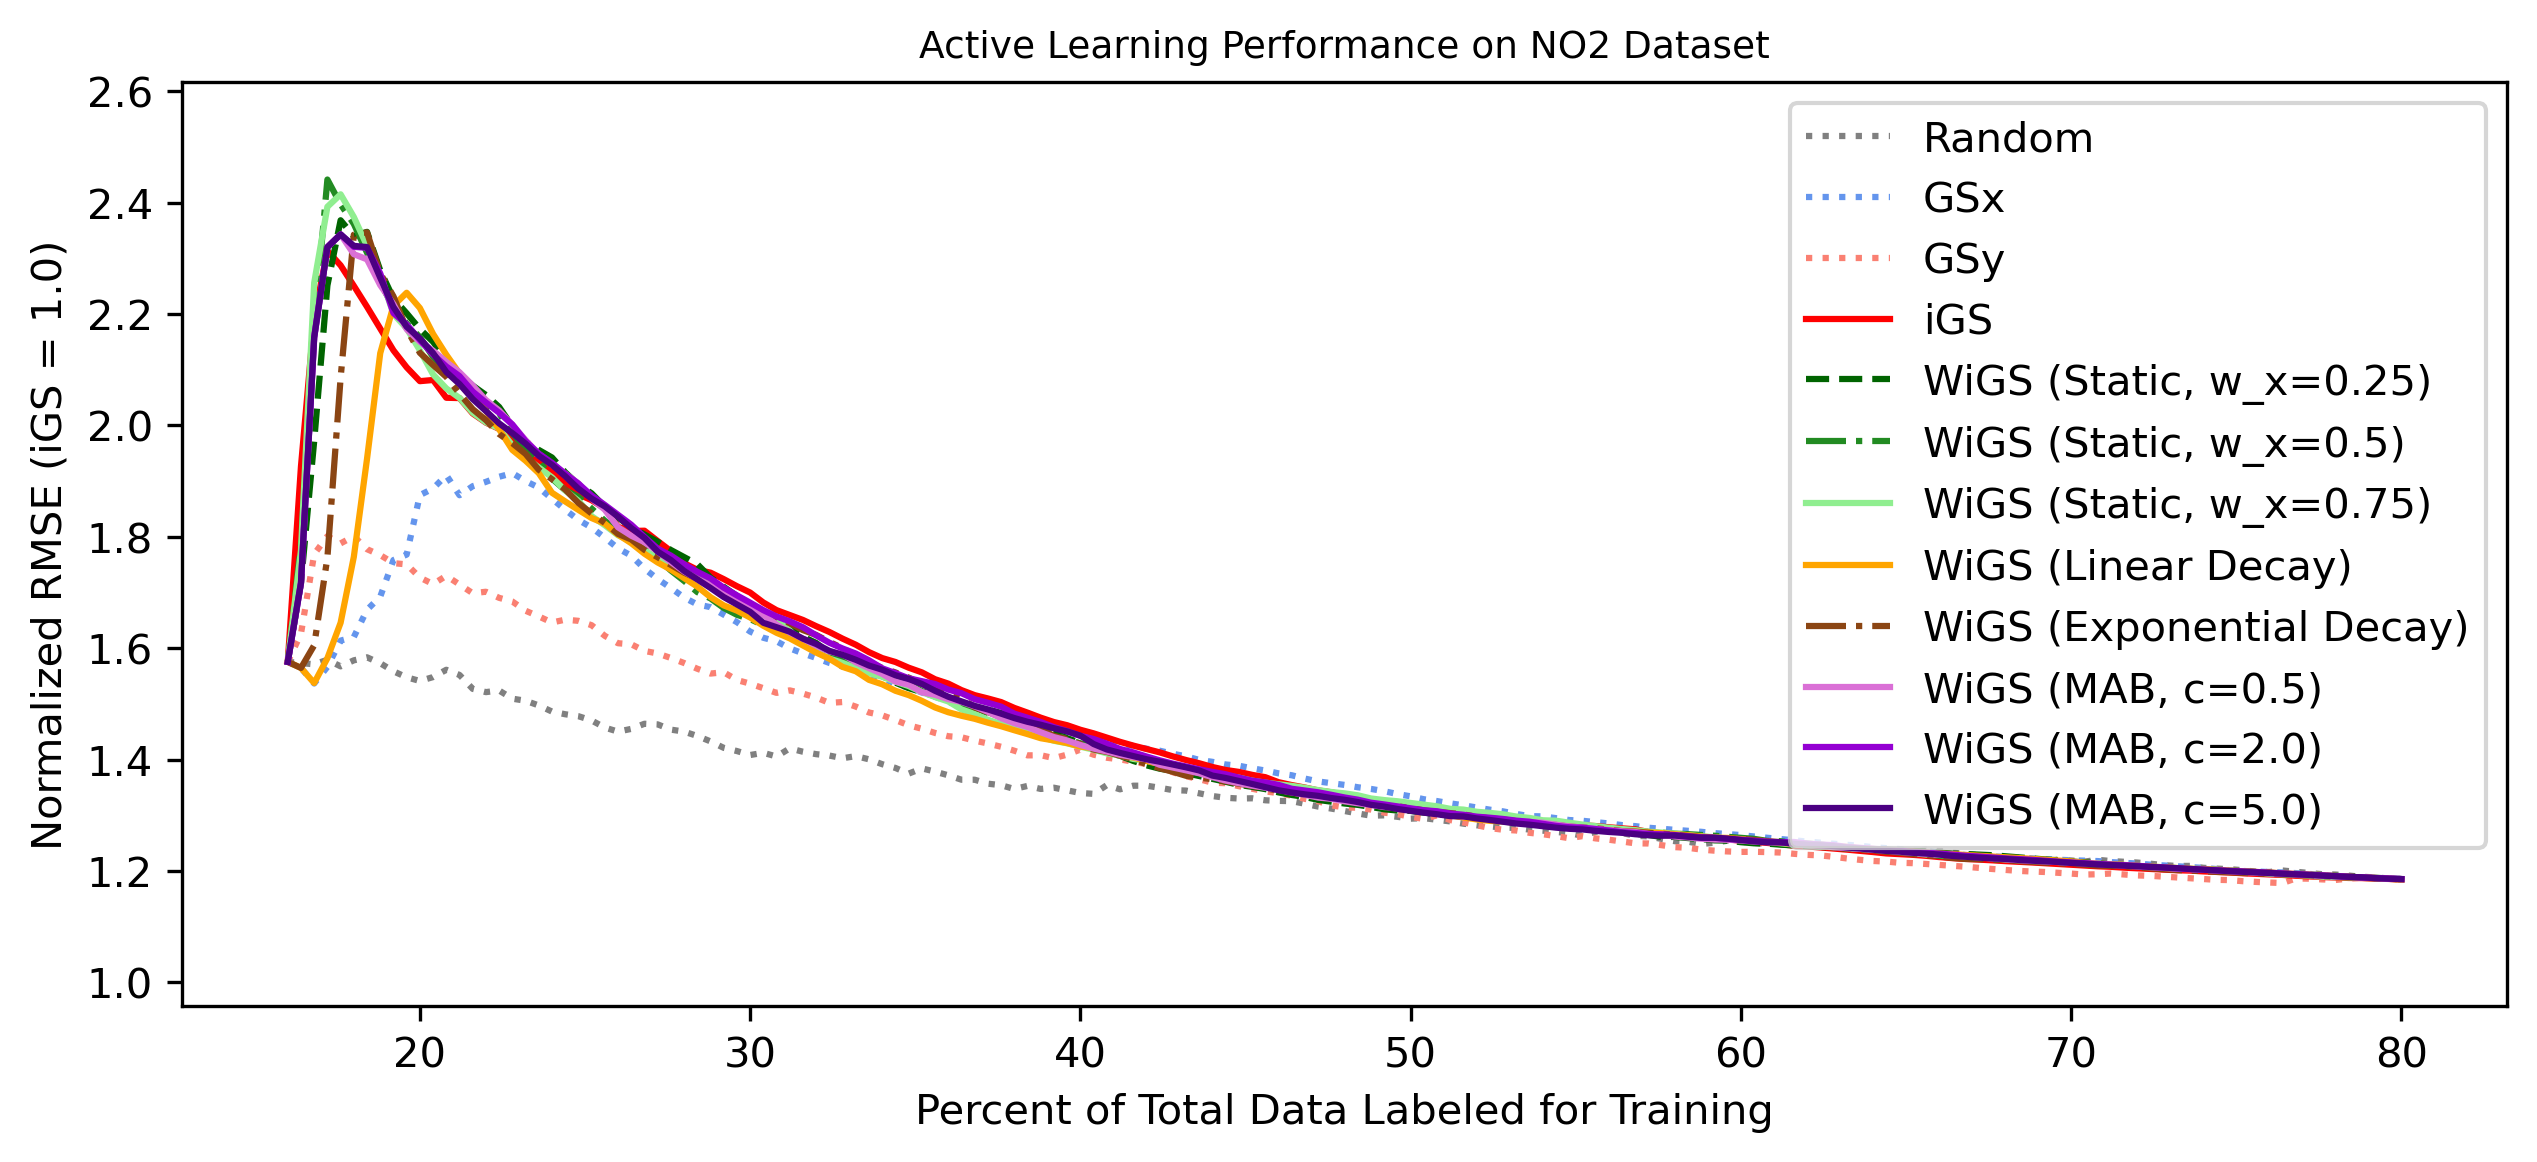 Active Learning Performance on NO2 Dataset
Normalized RMSE (iGS = 1.0)
2.6
2.4
2.2
2.0
1.8
1.6
1.4
1.2
1.0
Random
GSx
GSy
iGS
WiGS (Static, w_x=0.25)
WiGS (Static, w_x=0.5)
WiGS (Static, w_x=0.75)
WiGS (Linear Decay)
WiGS (Exponential Decay)
WiGS (MAB, c=0.5)
WiGS (MAB, c=2.0)
WiGS (MAB, c=5.0)
20 30 40 50 60 70 80
Percent of Total Data Labeled for Training